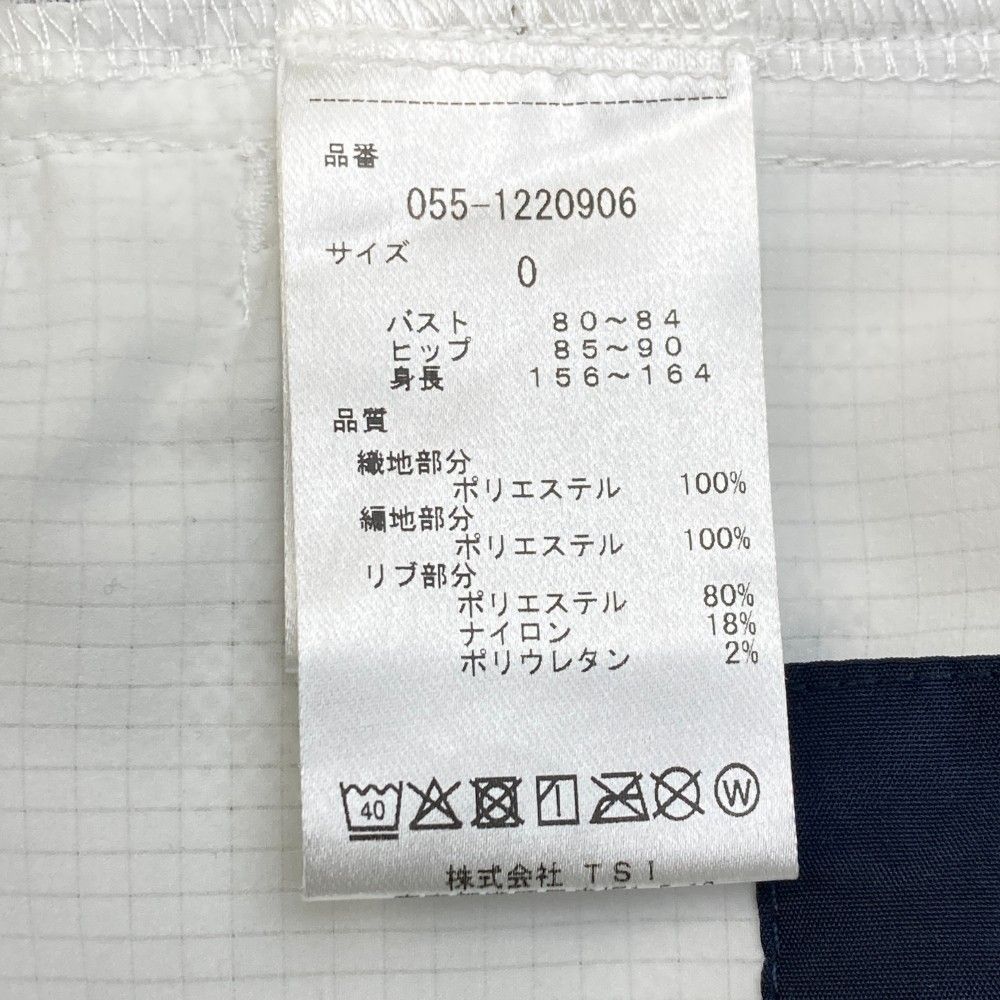 品番
055-1220906
サイズ
0
バスト 80～84
ヒップ 85～90
身長 156～164
品質
織地部分
ポリエステル 100%
編地部分
ポリエステル 100%
リブ部分
ポリエステル 80%
ナイロン 18%
ポリウレタン 2%
40 W
株式会社 TSI